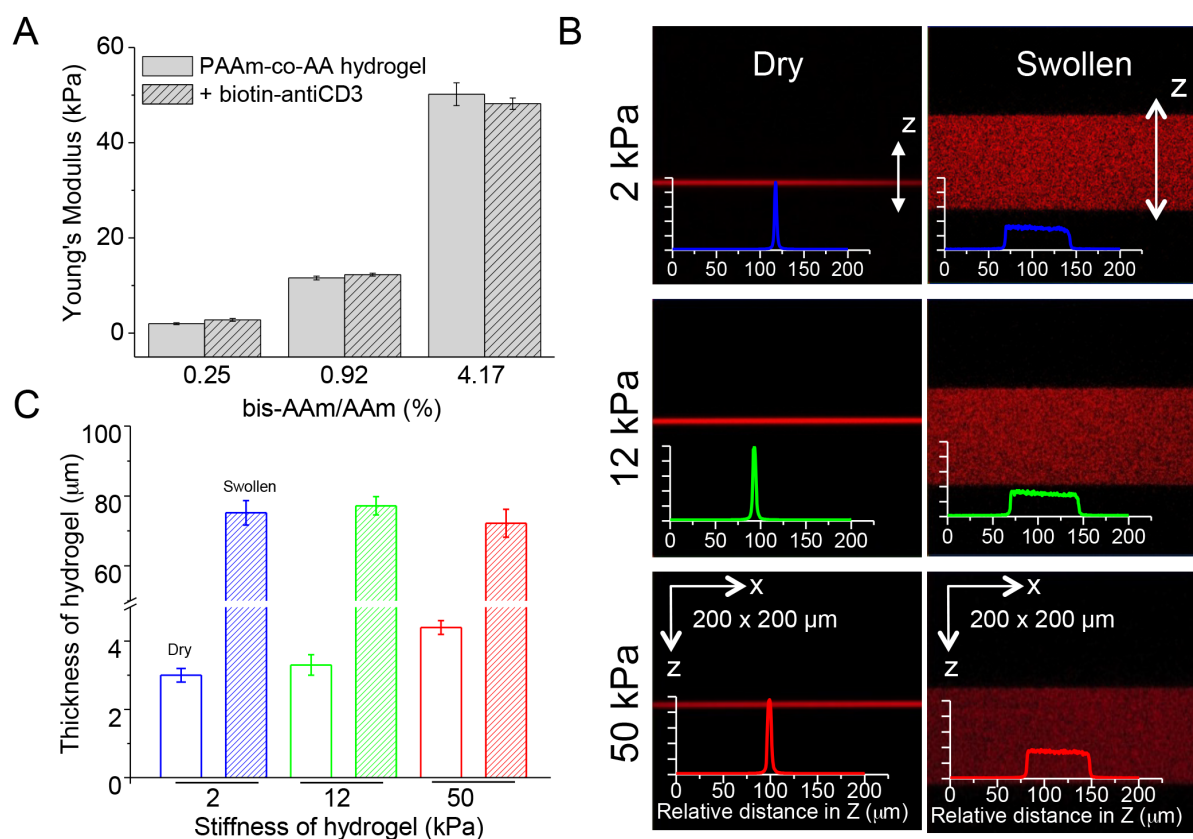 A
60
40
20
0
Young's Modulus (kPa)
PAAm-co-AA hydrogel
+ biotin-antiCD3
0.25 0.92 4.17
bis-AAm/AAm (%)
B
Dry
Swollen
2 kPa
z
z
0 50 100 150 200
0 50 100 150 200
12 kPa
0 50 100 150 200
0 50 100 150 200
50 kPa
x
200 x 200 µm
z
x
200 x 200 µm
z
0 50 100 150 200
Relative distance in Z (µm)
0 50 100 150 200
Relative distance in Z (µm)
C
100
80
60
4
2
0
Thickness of hydrogel (µm)
Swollen
Dry
2 12 50
Stiffness of hydrogel (kPa)